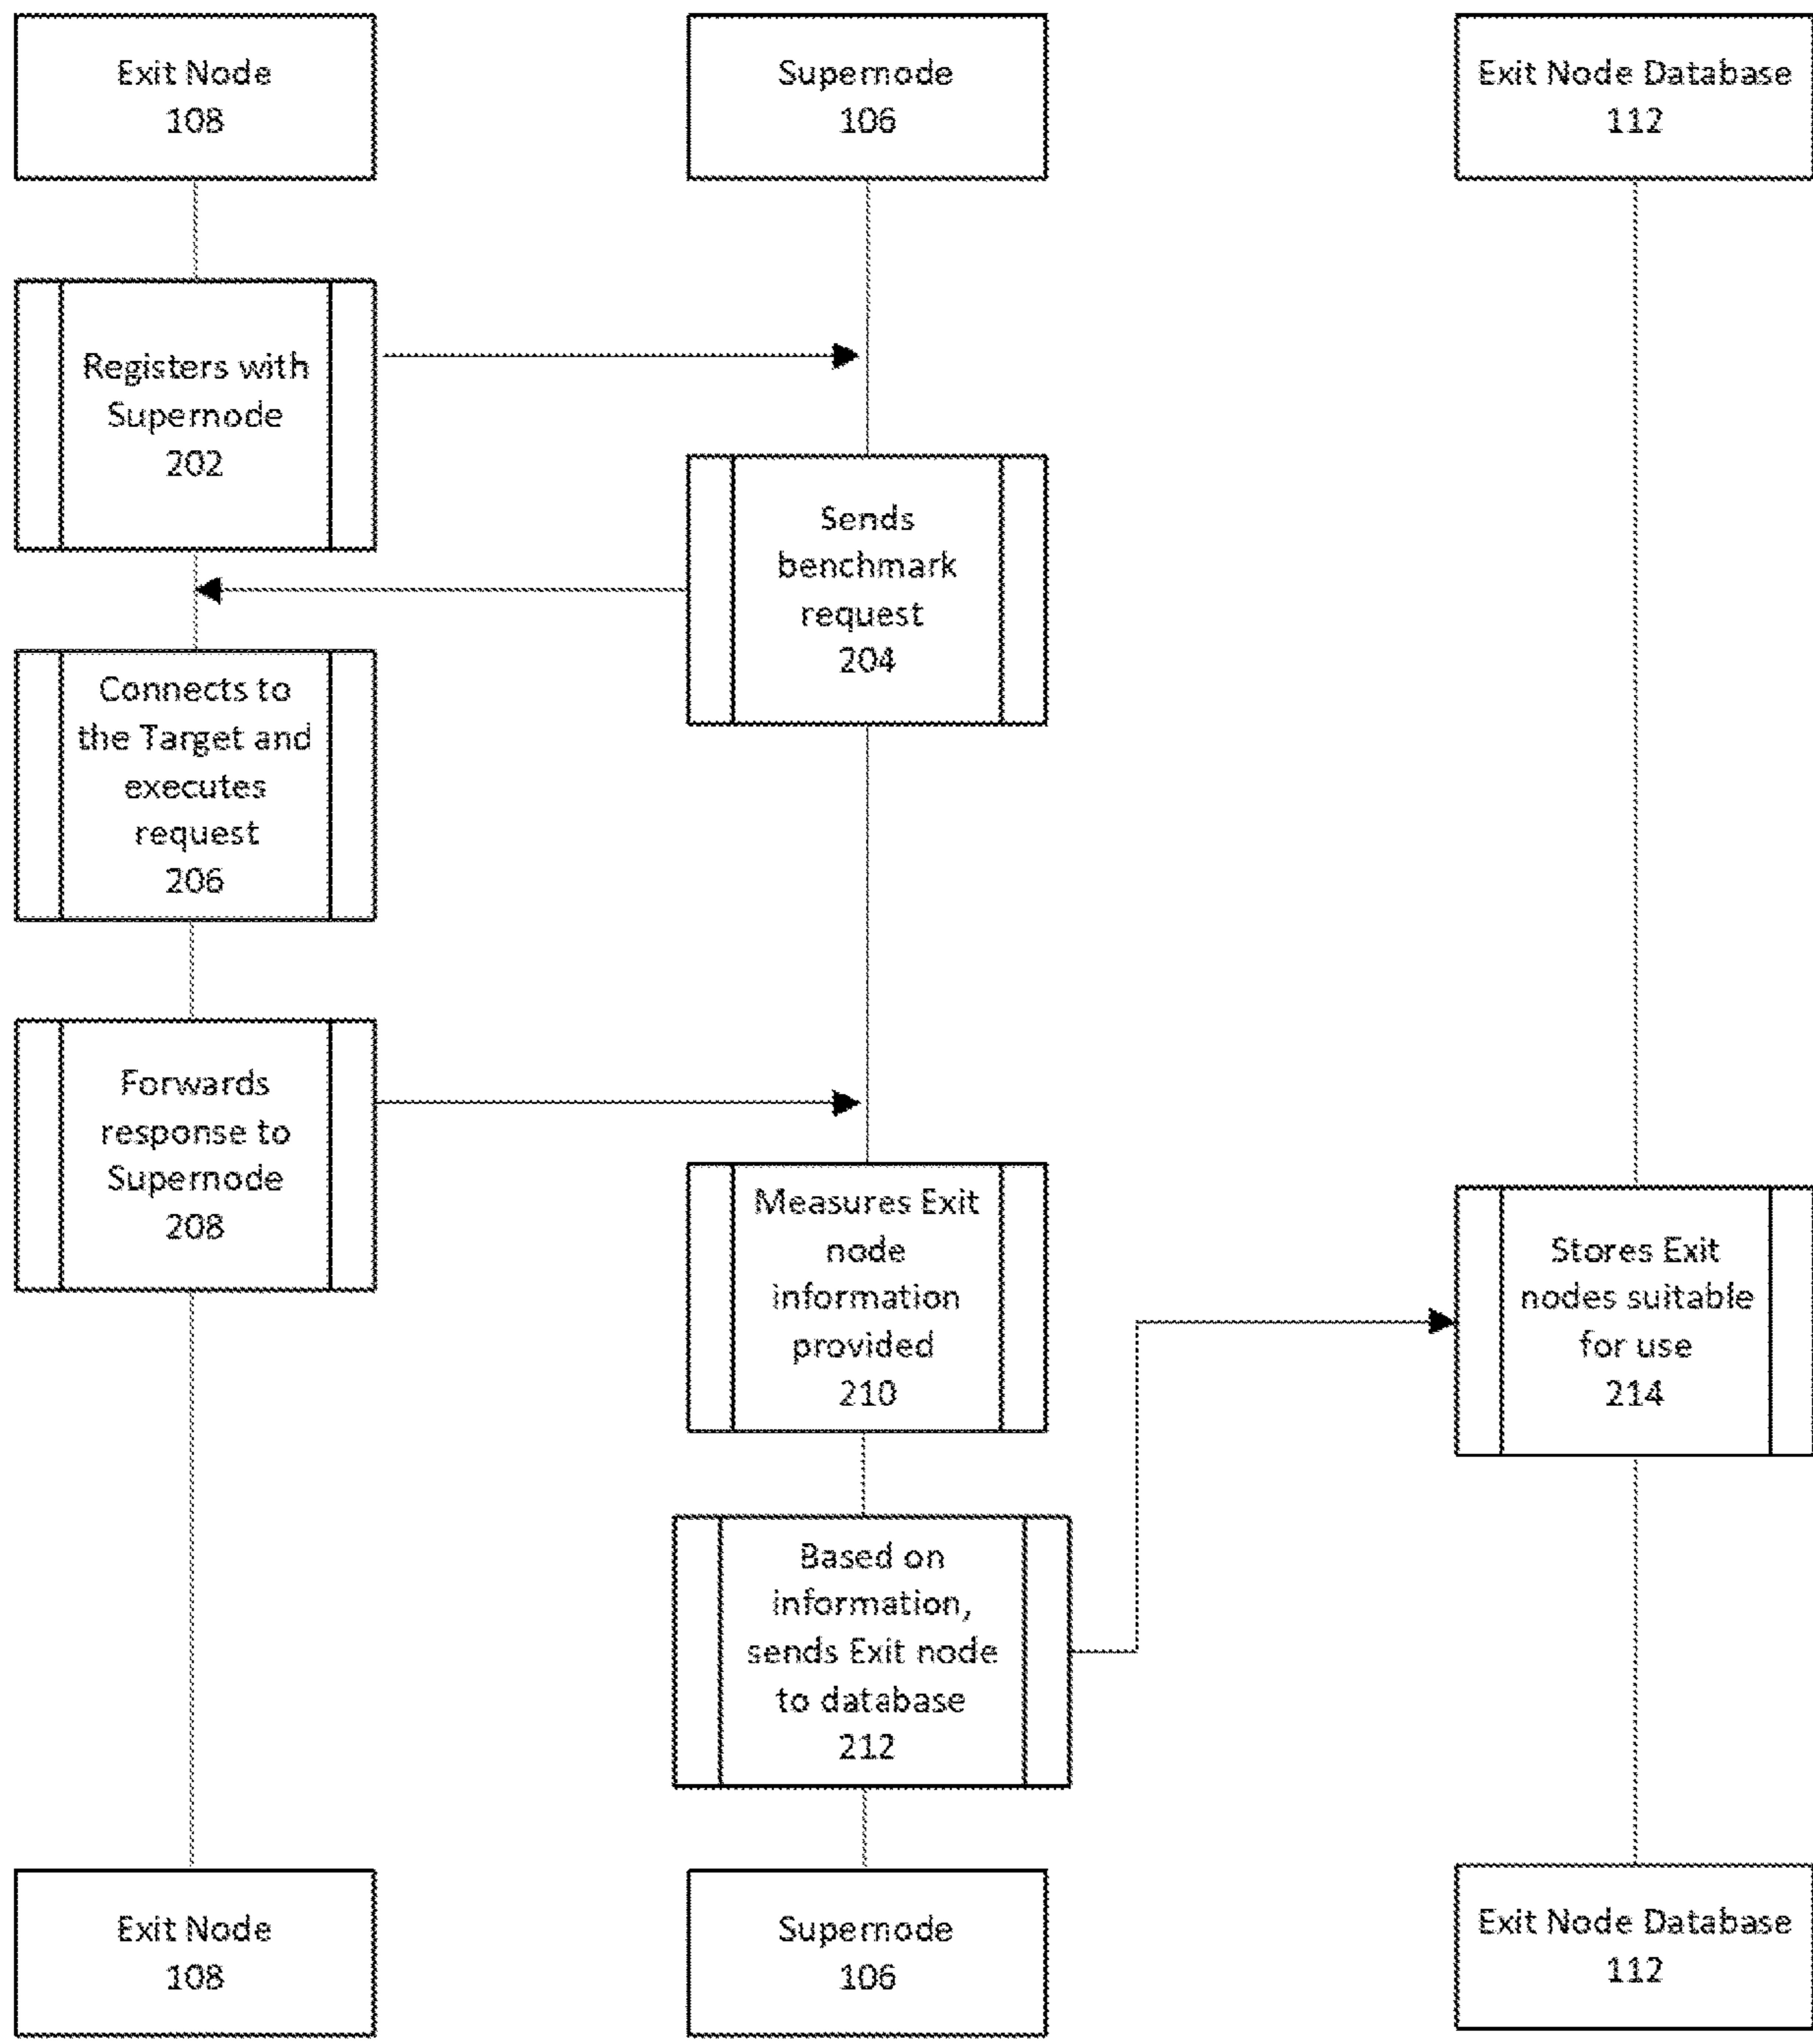 Exit Node
108
Supernode
106
Exit Node Database
112
Registers with
Supernode
202
Sends
benchmark
request
204
Connects to
the Target and
executes
request
206
Forwards
response to
Supernode
208
Measures Exit
node
information
provided
210
Stores Exit
nodes suitable
for use
214
Based on
information,
sends Exit node
to database
212
Exit Node
108
Supernode
106
Exit Node Database
112